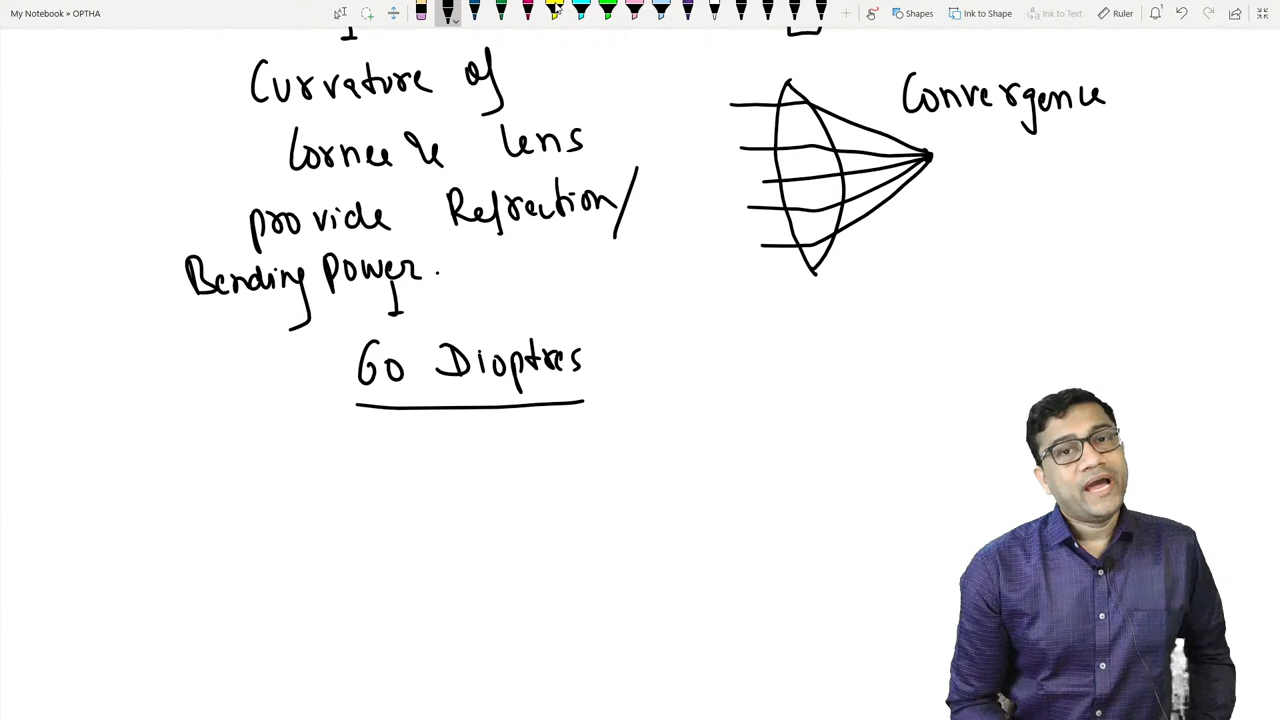 My Notebook » OPTHA
Shapes
Ink to Shape
Ink to Text
Ruler
Curvature of
Cornea & lens
provide Refraction/
Bending Power.
60 Dioptres
Convergence